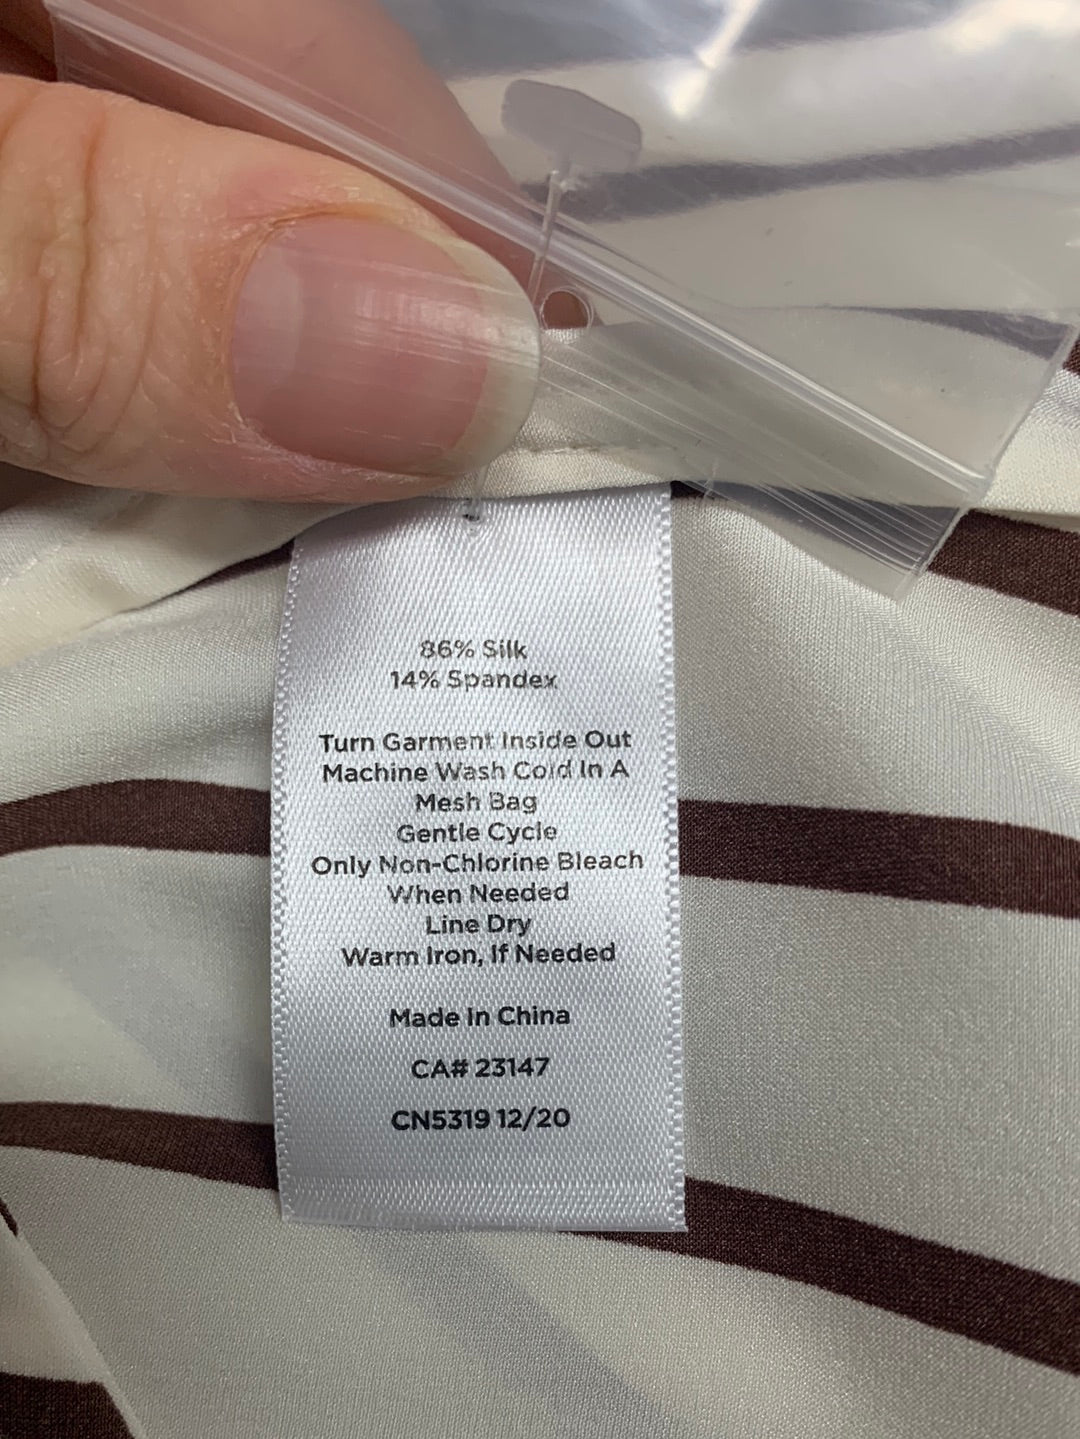 86% Silk
14% Spandex
Turn Garment Inside Out
Machine Wash Cold In A
Mesh Bag
Gentle Cycle
Only Non-Chlorine Bleach
When Needed
Line Dry
Warm Iron, If Needed
Made In China
CA# 23147
CN5319 12/20